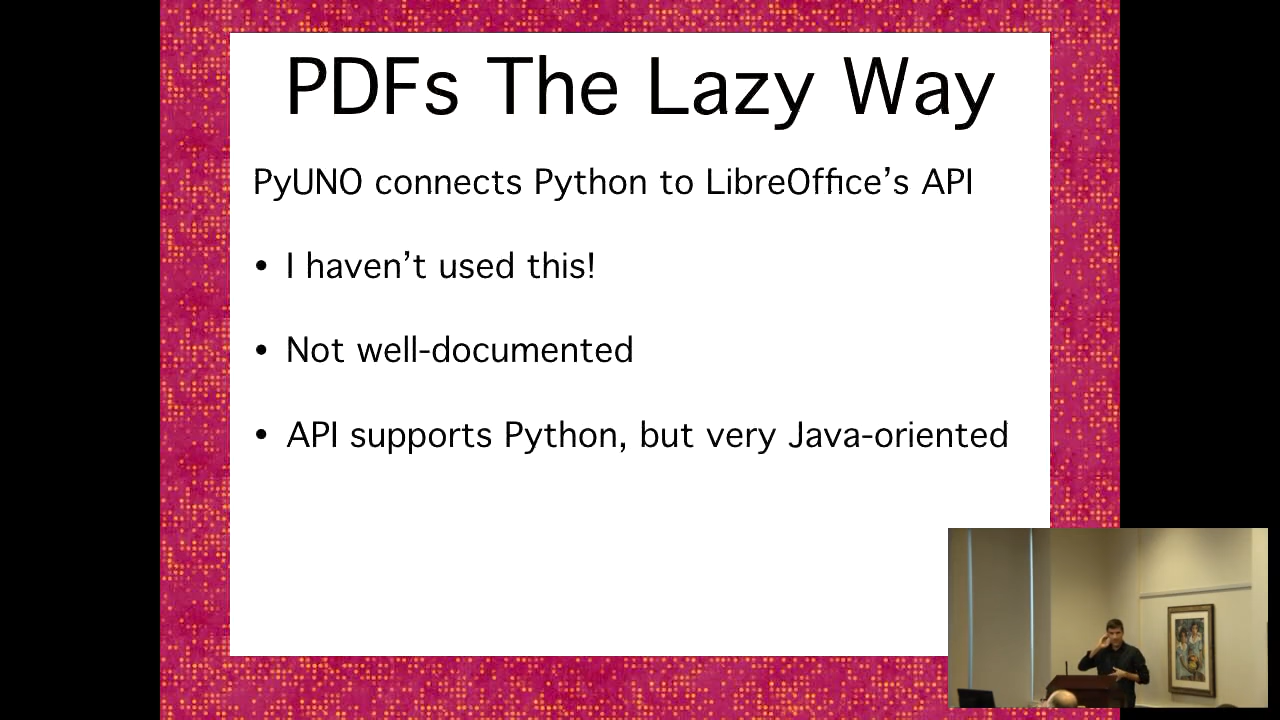 PDFs The Lazy Way
PyUNO connects Python to LibreOffice’s API
• I haven’t used this!
• Not well-documented
• API supports Python, but very Java-oriented